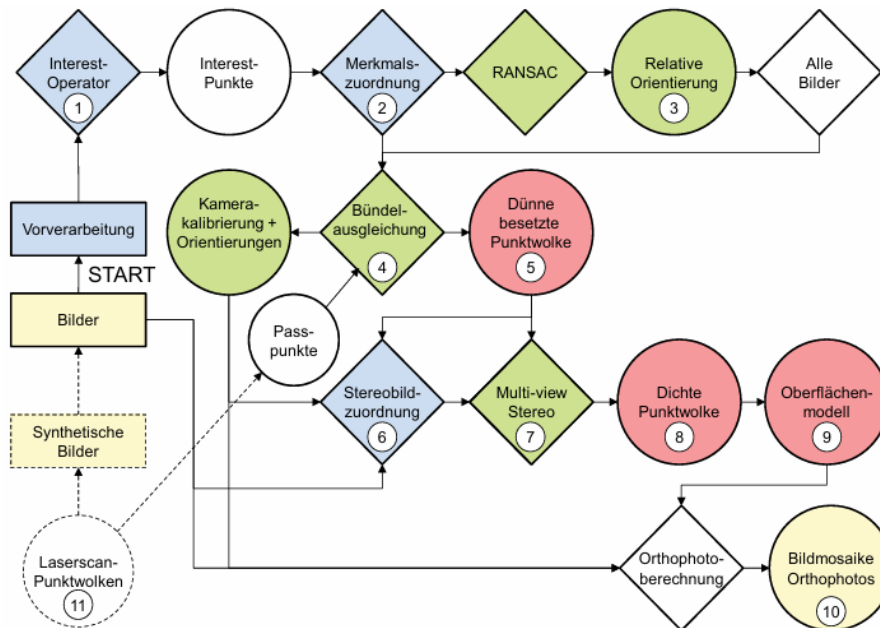 Interest-
Operator
1
Interest-
Punkte
Merkmals-
zuordnung
2
RANSAC
Relative
Orientierung
3
Alle
Bilder
Kamera-
kalibrierung +
Orientierungen
Bündel-
ausgleichung
4
Dünne
besetzte
Punktwolke
5
Vorverarbeitung
START
Bilder
Pass-
punkte
Stereobild-
zuordnung
6
Multi-view
Stereo
7
Dichte
Punktwolke
8
Oberflächen-
modell
9
Synthetische
Bilder
Laserscan-
Punktwolken
11
Orthophoto-
berechnung
Bildmosaike
Orthophotos
10